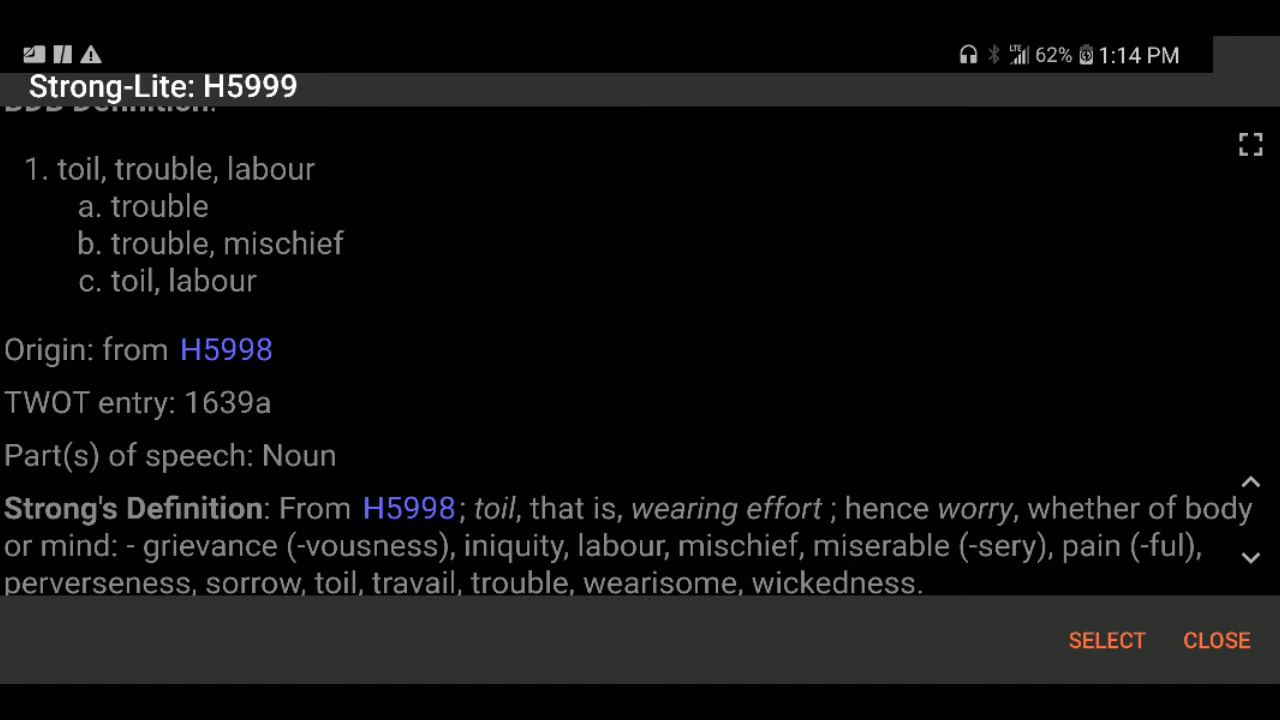 62% 1:14 PM
Strong-Lite: H5999
BDB Definition:
1. toil, trouble, labour
a. trouble
b. trouble, mischief
c. toil, labour
Origin: from H5998
TWOT entry: 1639a
Part(s) of speech: Noun
Strong's Definition: From H5998; toil, that is, wearing effort ; hence worry, whether of body
or mind: - grievance (-vousness), iniquity, labour, mischief, miserable (-sery), pain (-ful),
perverseness, sorrow, toil, travail, trouble, wearisome, wickedness.
SELECT CLOSE